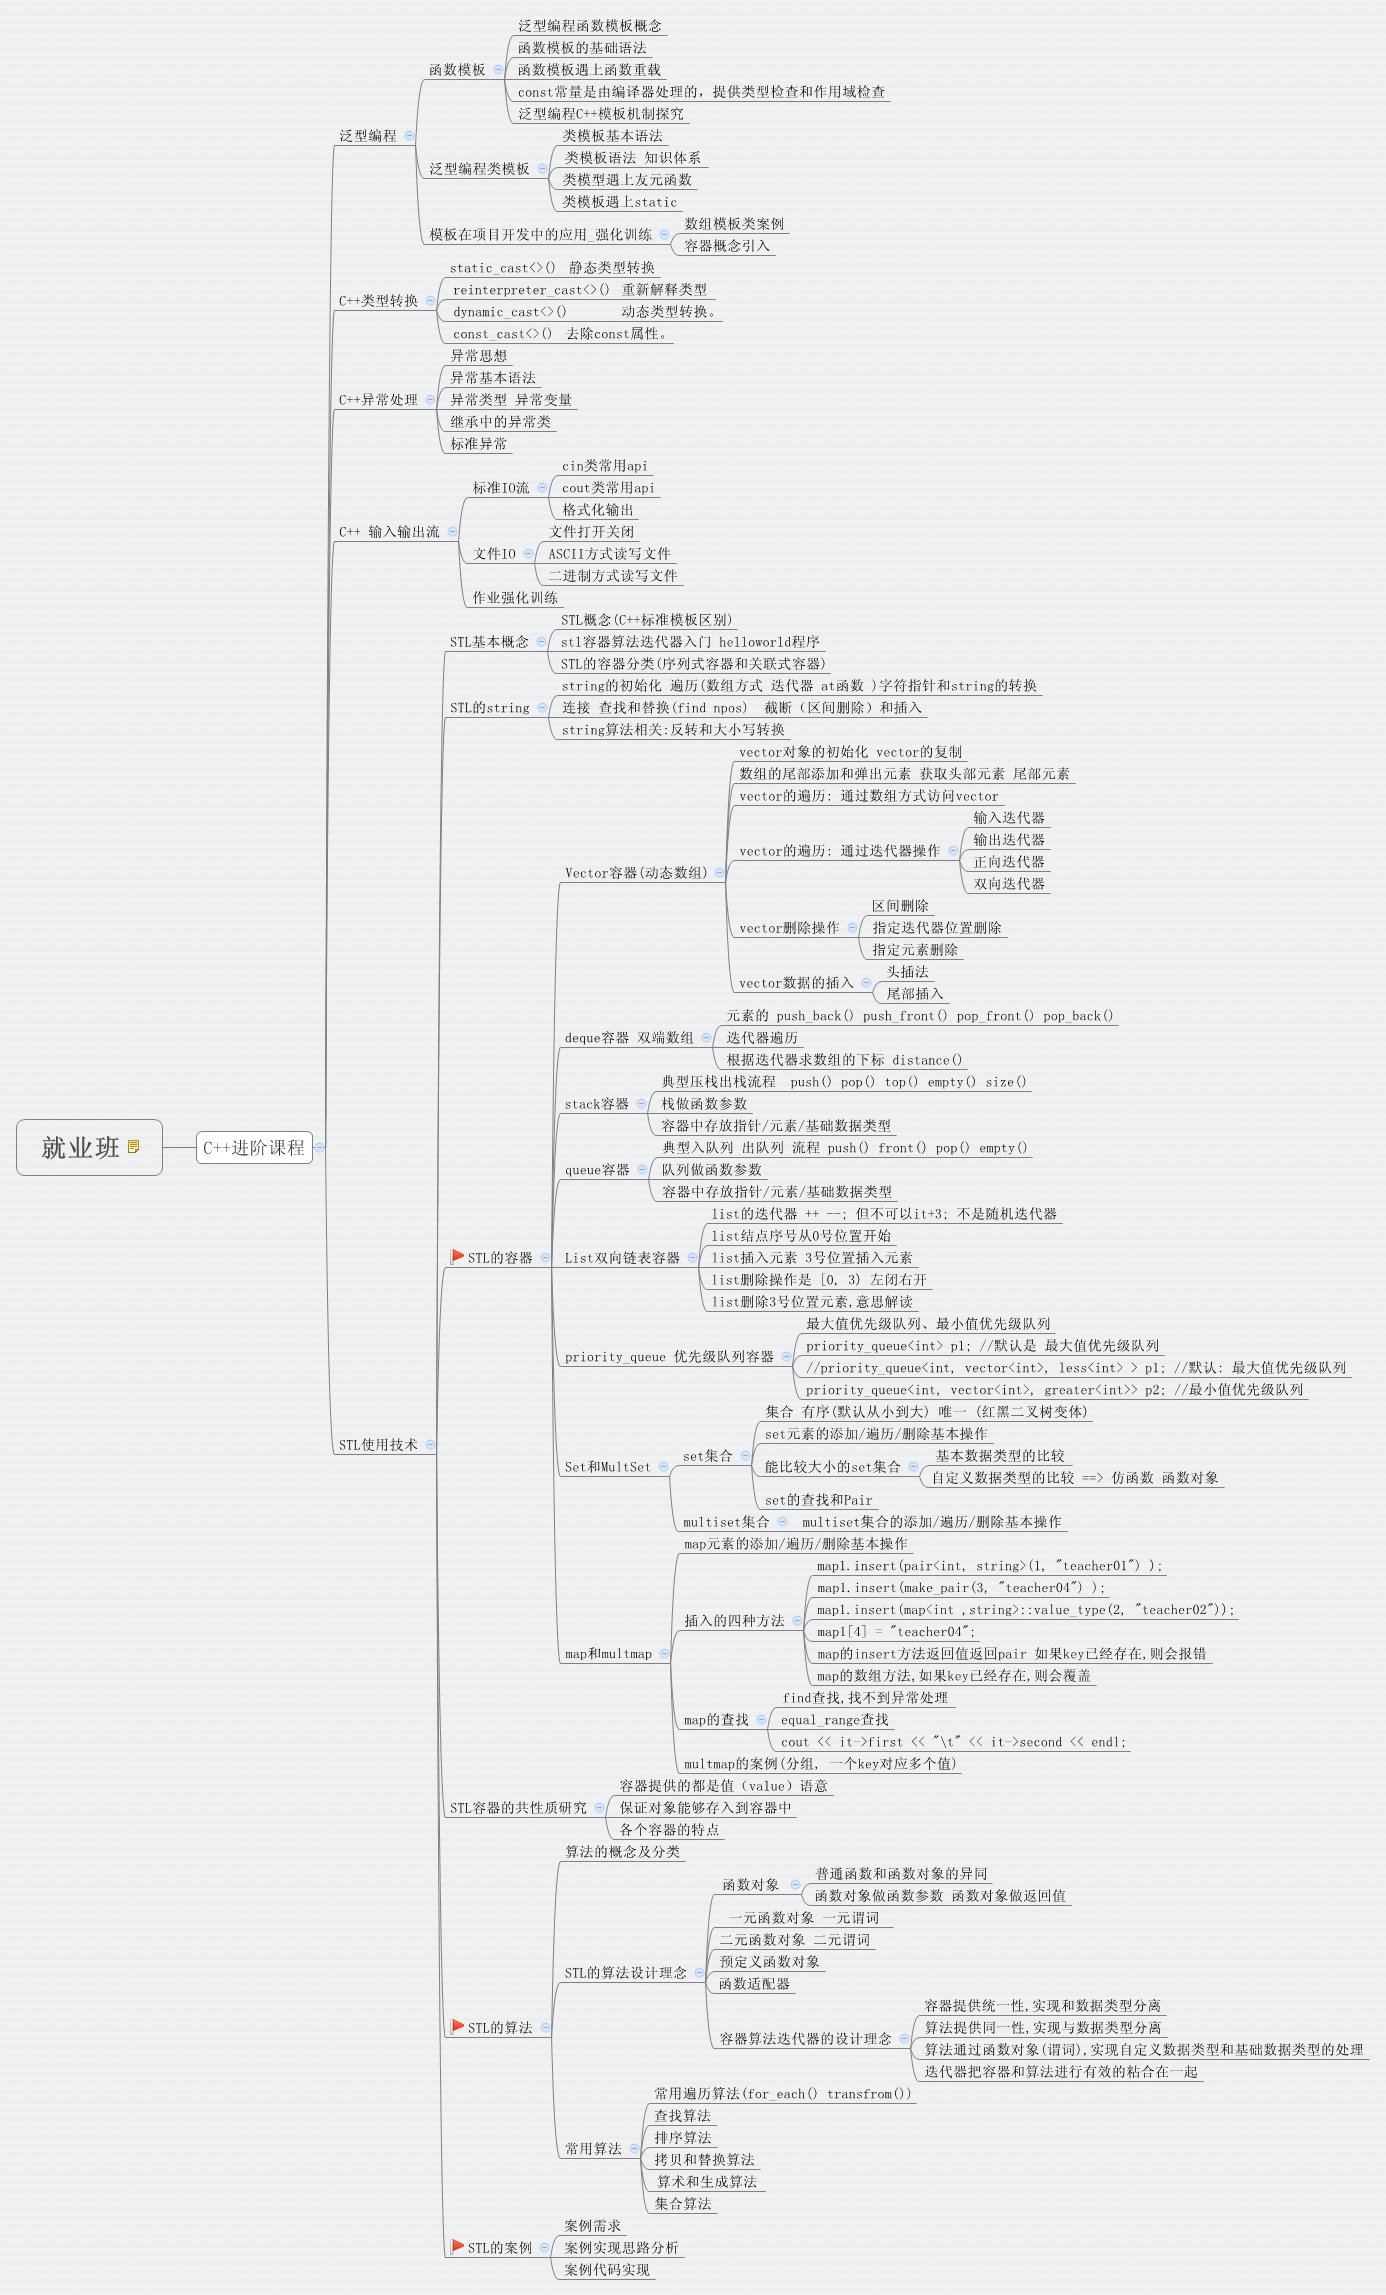 就业班
C++进阶课程
泛型编程
函数模板
泛型编程函数模板概念
函数模板的基础语法
函数模板遇上函数重载
const常量是由编译器处理的，提供类型检查和作用域检查
泛型编程C++模板机制探究
泛型编程类模板
类模板基本语法
类模板语法 知识体系
类模型遇上友元函数
类模板遇上static
模板在项目开发中的应用_强化训练
数组模板类案例
容器概念引入
C++类型转换
static_cast<>() 静态类型转换
reinterpreter_cast<>() 重新解释类型
dynamic_cast<>() 动态类型转换。
const_cast<>() 去除const属性。
C++异常处理
异常思想
异常基本语法
异常类型 异常变量
继承中的异常类
标准异常
C++ 输入输出流
标准IO流
cin类常用api
cout类常用api
格式化输出
文件IO
文件打开关闭
ASCII方式读写文件
二进制方式读写文件
作业强化训练
STL使用技术
STL基本概念
STL概念(C++标准模板区别)
stl容器算法迭代器入门 helloworld程序
STL的容器分类(序列式容器和关联式容器)
STL的string
string的初始化 遍历(数组方式 迭代器 at函数 )字符指针和string的转换
连接 查找和替换(find npos) 截断（区间删除）和插入
string算法相关:反转和大小写转换
STL的容器
Vector容器(动态数组)
vector对象的初始化 vector的复制
数组的尾部添加和弹出元素 获取头部元素 尾部元素
vector的遍历: 通过数组方式访问vector
vector的遍历: 通过迭代器操作
输入迭代器
输出迭代器
正向迭代器
双向迭代器
vector删除操作
区间删除
指定迭代器位置删除
指定元素删除
vector数据的插入
头插法
尾部插入
deque容器 双端数组
元素的 push_back() push_front() pop_front() pop_back()
迭代器遍历
根据迭代器求数组的下标 distance()
stack容器
典型压栈出栈流程 push() pop() top() empty() size()
栈做函数参数
容器中存放指针/元素/基础数据类型
queue容器
典型入队列 出队列 流程 push() front() pop() empty()
队列做函数参数
容器中存放指针/元素/基础数据类型
List双向链表容器
list的迭代器 ++ --; 但不可以it+3; 不是随机迭代器
list结点序号从0号位置开始
list插入元素 3号位置插入元素
list删除操作是 [0, 3) 左闭右开
list删除3号位置元素,意思解读
priority_queue 优先级队列容器
最大值优先级队列、最小值优先级队列
priority_queue<int> p1; //默认是 最大值优先级队列
//priority_queue<int, vector<int>, less<int> > p1; //默认: 最大值优先级队列
priority_queue<int, vector<int>, greater<int>> p2; //最小值优先级队列
Set和MultSet
set集合
集合 有序(默认从小到大) 唯一 (红黑二叉树变体)
set元素的添加/遍历/删除基本操作
能比较大小的set集合
基本数据类型的比较
自定义数据类型的比较 ==> 仿函数 函数对象
set的查找和Pair
multiset集合
multiset集合的添加/遍历/删除基本操作
map和multmap
map元素的添加/遍历/删除基本操作
插入的四种方法
map1.insert(pair<int, string>(1, "teacher01") );
map1.insert(make_pair(3, "teacher04") );
map1.insert(map<int ,string>::value_type(2, "teacher02"));
map1[4] = "teacher04";
map的insert方法返回值返回pair 如果key已经存在,则会报错
map的数组方法,如果key已经存在,则会覆盖
map的查找
find查找,找不到异常处理
equal_range查找
cout << it->first << "\t" << it->second << endl;
multmap的案例(分组, 一个key对应多个值)
STL容器的共性质研究
容器提供的都是值（value）语意
保证对象能够存入到容器中
各个容器的特点
STL的算法
算法的概念及分类
STL的算法设计理念
函数对象
普通函数和函数对象的异同
函数对象做函数参数 函数对象做返回值
一元函数对象 一元谓词
二元函数对象 二元谓词
预定义函数对象
函数适配器
容器算法迭代器的设计理念
容器提供统一性,实现和数据类型分离
算法提供同一性,实现与数据类型分离
算法通过函数对象(谓词),实现自定义数据类型和基础数据类型的处理
迭代器把容器和算法进行有效的粘合在一起
常用算法
常用遍历算法(for_each() transfrom())
查找算法
排序算法
拷贝和替换算法
算术和生成算法
集合算法
STL的案例
案例需求
案例实现思路分析
案例代码实现